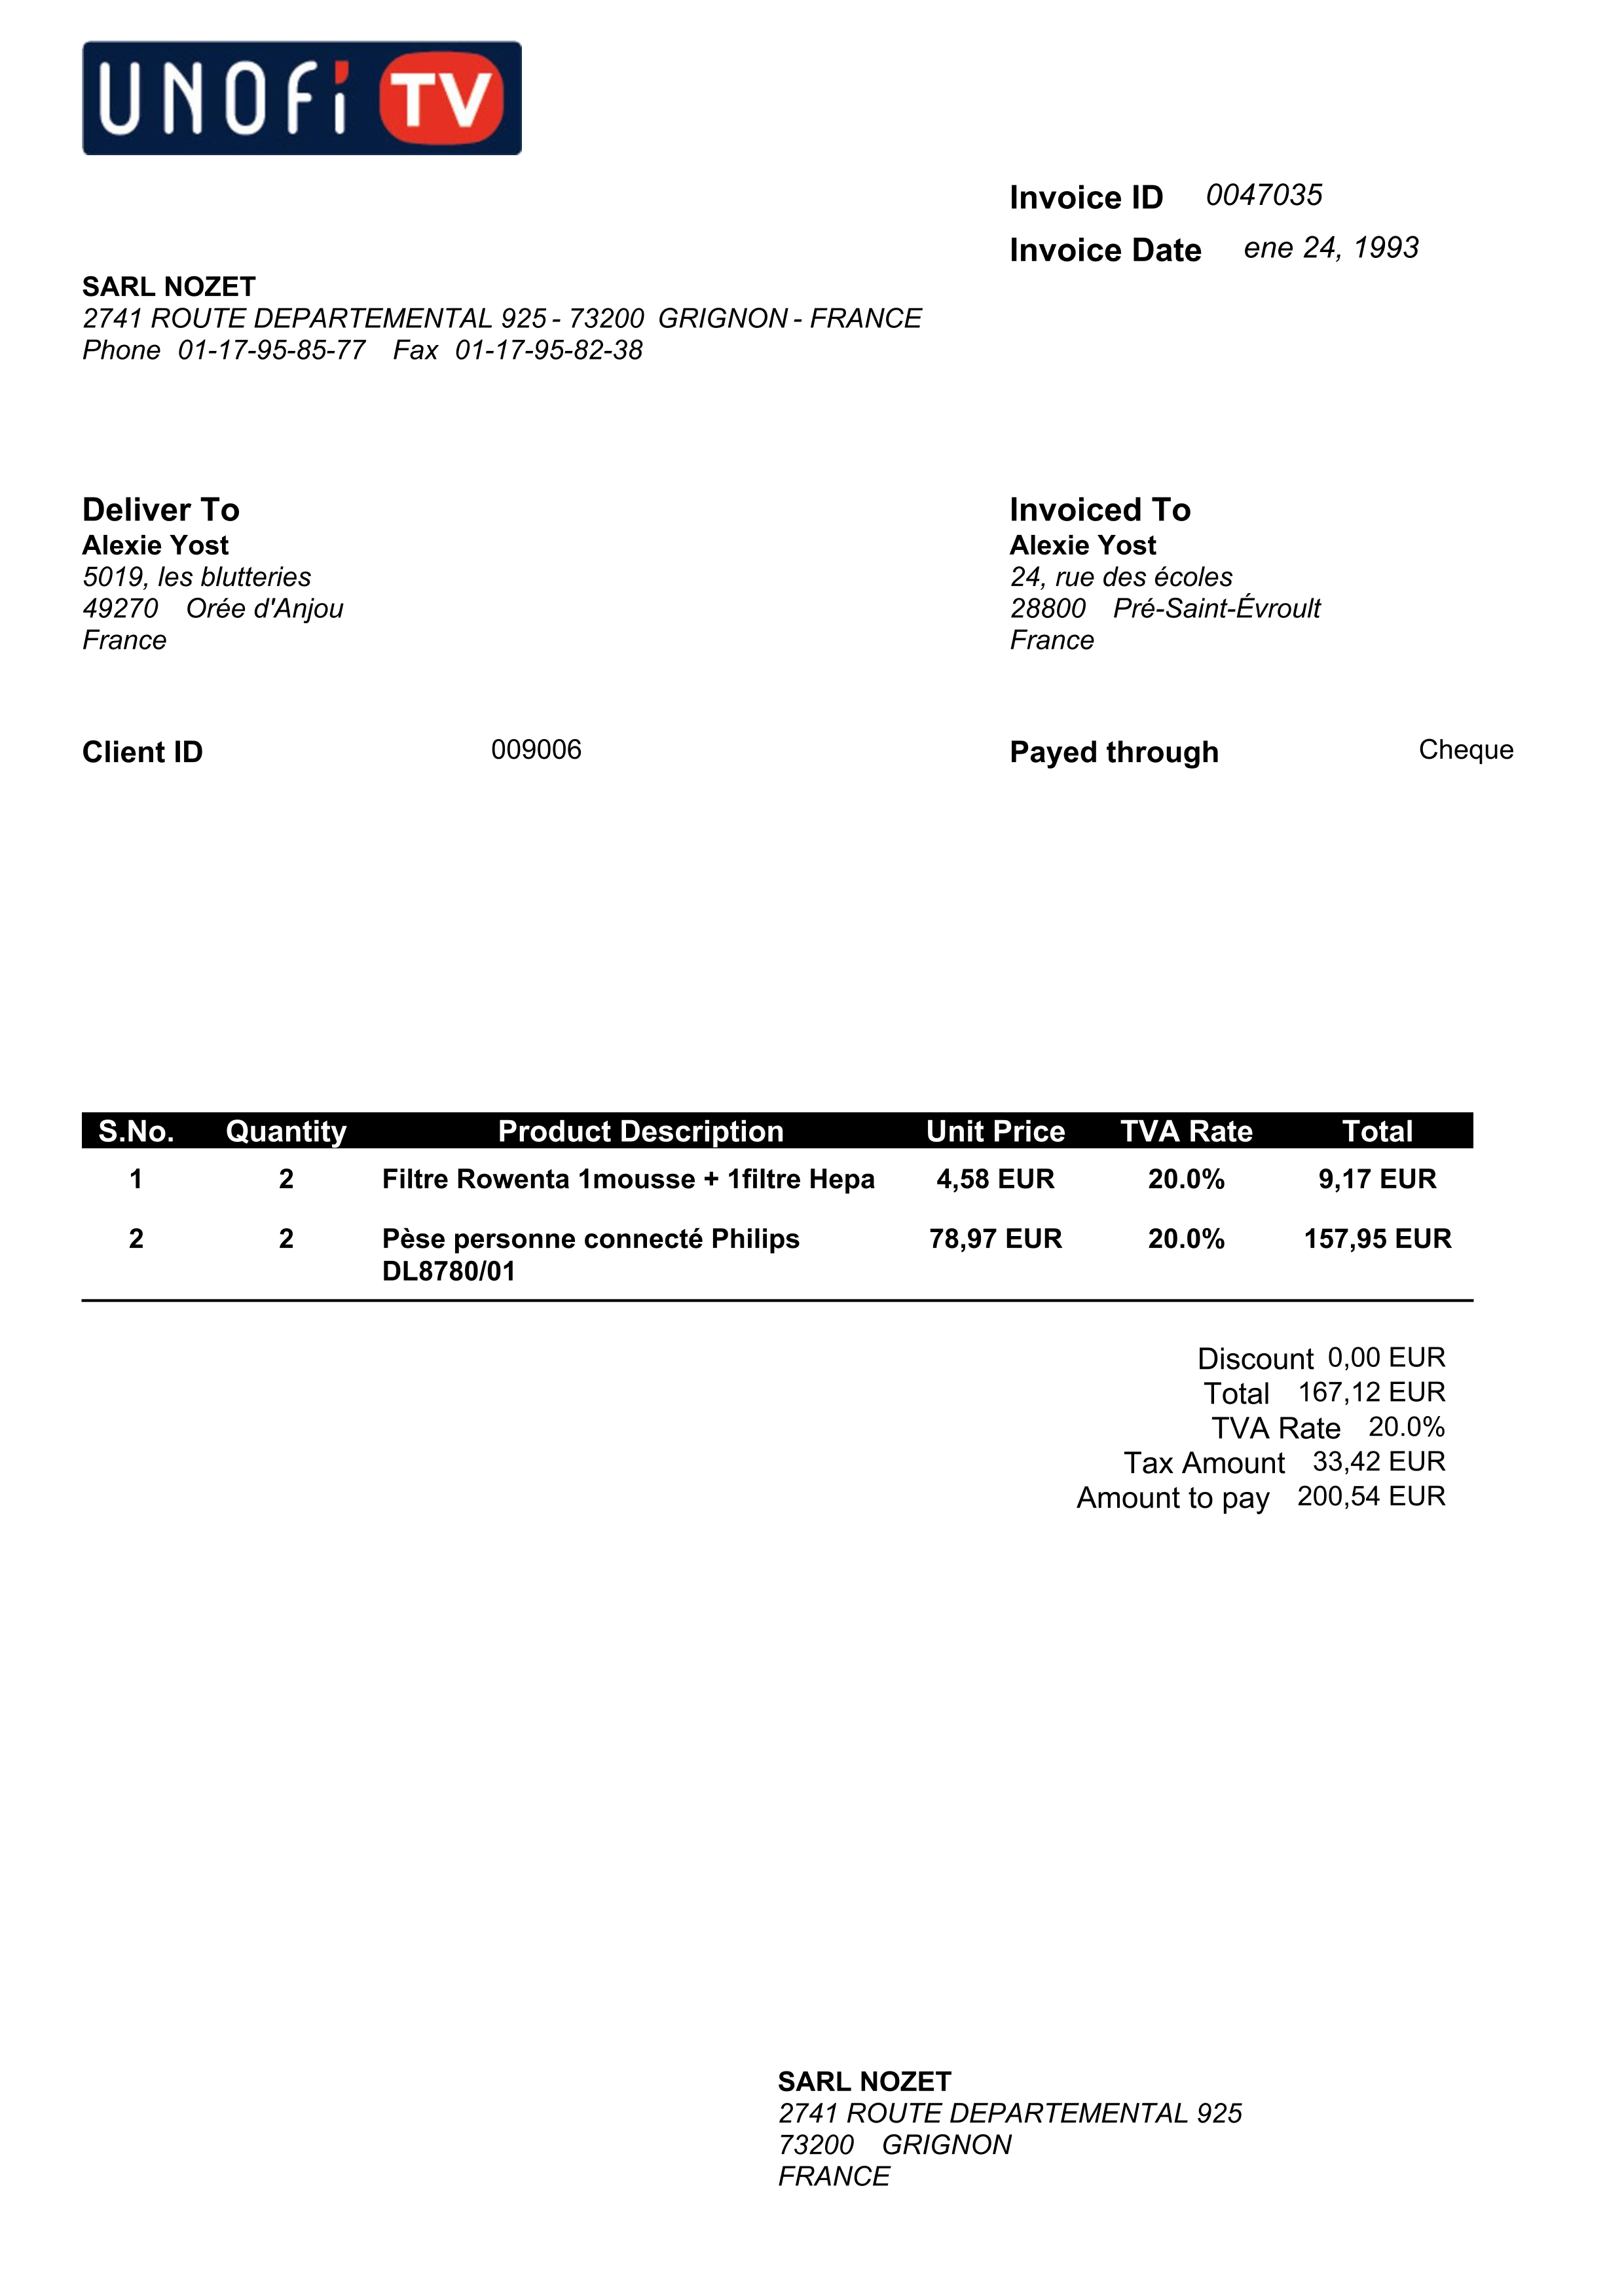 UNOFi TV
Invoice ID 0047035
Invoice Date ene 24, 1993
SARL NOZET
2741 ROUTE DEPARTEMENTAL 925 - 73200 GRIGNON - FRANCE
Phone 01-17-95-85-77 Fax 01-17-95-82-38
Deliver To
Alexie Yost
5019, les blutteries
49270 Orée d'Anjou
France
Invoiced To
Alexie Yost
24, rue des écoles
28800 Pré-Saint-Évroult
France
Client ID 009006
Payed through Cheque
S.No. Quantity Product Description Unit Price TVA Rate Total
1 2 Filtre Rowenta 1mousse + 1filtre Hepa 4,58 EUR 20.0% 9,17 EUR
2 2 Pèse personne connecté Philips 78,97 EUR 20.0% 157,95 EUR
DL8780/01
Discount 0,00 EUR
Total 167,12 EUR
TVA Rate 20.0%
Tax Amount 33,42 EUR
Amount to pay 200,54 EUR
SARL NOZET
2741 ROUTE DEPARTEMENTAL 925
73200 GRIGNON
FRANCE